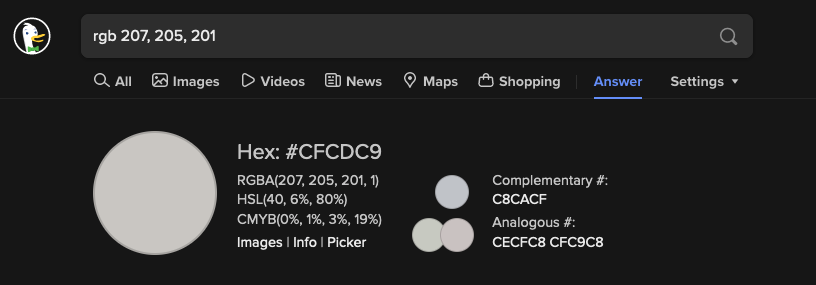 rgb 207, 205, 201
All Images Videos News Maps Shopping Answer Settings
Hex: #CFCDC9
RGBA(207, 205, 201, 1)
HSL(40, 6%, 80%)
CMYB(0%, 1%, 3%, 19%)
Images | Info | Picker
Complementary #:
C8CACF
Analogous #:
CECFC8 CFC9C8